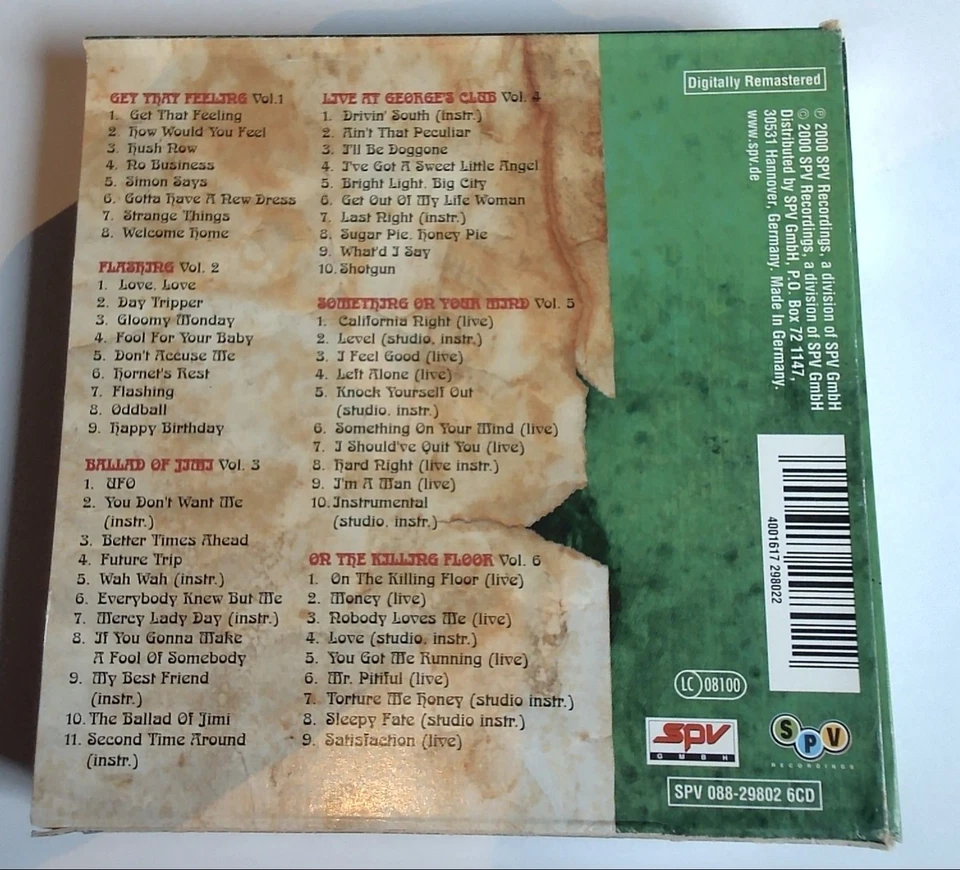 GET THAT FEELING Vol.1
1. Get That Feeling
2. How Would You Feel
3. Hush Now
4. No Business
5. Simon Says
6. Gotta Have A New Dress
7. Strange Things
8. Welcome Home
FLASHING Vol. 2
1. Love, Love
2. Day Tripper
3. Gloomy Monday
4. Fool For Your Baby
5. Don't Accuse Me
6. Hornet's Nest
7. Flashing
8. Oddball
9. Happy Birthday
BALLAD OF JIMI Vol. 3
1. UFO
2. You Don't Want Me
(instr.)
3. Better Times Ahead
4. Future Trip
5. Wah Wah (instr.)
6. Everybody Knew But Me
7. Mercy Lady Day (instr.)
8. If You Gonna Make
A Fool Of Somebody
9. My Best Friend
(instr.)
10. The Ballad Of Jimi
11. Second Time Around
(instr.)
LIVE AT GEORGE'S CLUB Vol. 4
1. Drivin' South (instr.)
2. Ain't That Peculiar
3. I'll Be Doggone
4. I've Got A Sweet Little Angel
5. Bright Light, Big City
6. Get Out Of My Life Woman
7. Last Night (instr.)
8. Sugar Pie, Honey Pie
9. What'd I Say
10. Shotgun
SOMETHING ON YOUR MIND Vol. 5
1. California Night (live)
2. Level (studio, instr.)
3. I Feel Good (live)
4. Left Alone (live)
5. Knock Yourself Out
(studio, instr.)
6. Something On Your Mind (live)
7. I Should've Quit You (live)
8. Hard Night (live instr.)
9. I'm A Man (live)
10. Instrumental
(studio, instr.)
ON THE KILLING FLOOR Vol. 6
1. On The Killing Floor (live)
2. Money (live)
3. Nobody Loves Me (live)
4. Love (studio, instr.)
5. You Got Me Running (live)
6. Mr. Pitiful (live)
7. Torture Me Honey (studio instr.)
8. Sleepy Fate (studio instr.)
9. Satisfaction (live)
Digitally Remastered
℗ 2000 SPV Recordings, a division of SPV GmbH
© 2000 SPV Recordings, a division of SPV GmbH
Distributed by SPV GmbH, P.O. Box 72 1147,
30531 Hannover, Germany. Made In Germany.
www.spv.de
4001617 298022
LC 08100
SPV
GMBH
SPV
RECORDINGS
SPV 088-29802 6CD